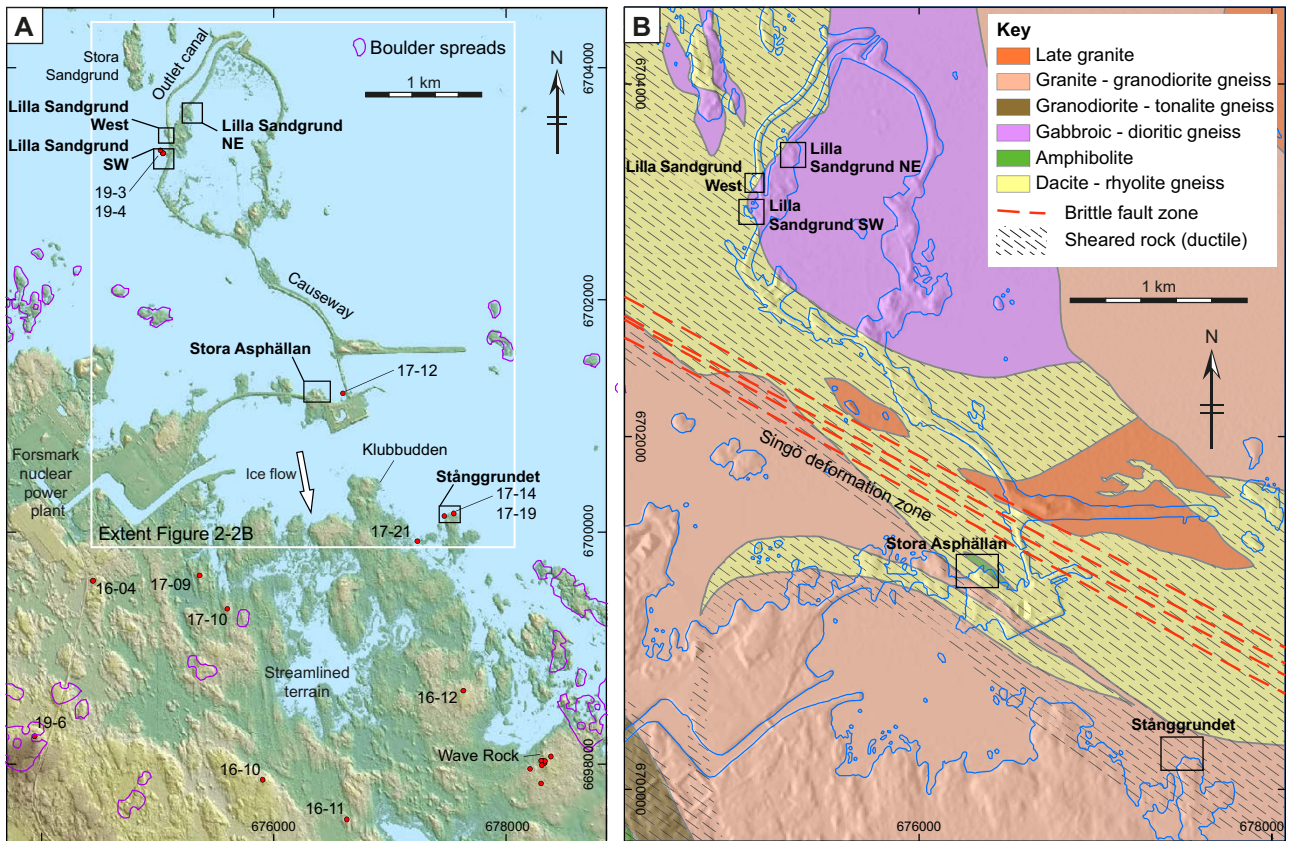 A
Stora
Sandgrund
Outlet canal
Boulder spreads
1 km
N
6704000
Lilla Sandgrund
West
Lilla Sandgrund
NE
Lilla Sandgrund
SW
19-3
19-4
Causeway
6702000
Stora Asphällan
17-12
Forsmark
nuclear
power
plant
Ice flow
Klubbudden
Stånggrundet
17-14
17-19
17-21
Extent Figure 2-2B
6700000
16-04
17-09
17-10
Streamlined
terrain
16-12
19-6
Wave Rock
16-10
6698000
16-11
676000
678000
B
Key
Late granite
Granite - granodiorite gneiss
Granodiorite - tonalite gneiss
Gabbroic - dioritic gneiss
Amphibolite
Dacite - rhyolite gneiss
Brittle fault zone
Sheared rock (ductile)
6704000
Lilla Sandgrund
West
Lilla
Sandgrund NE
Lilla
Sandgrund SW
1 km
N
6702000
Singö deformation zone
Stora Asphällan
Stånggrundet
6700000
676000
678000